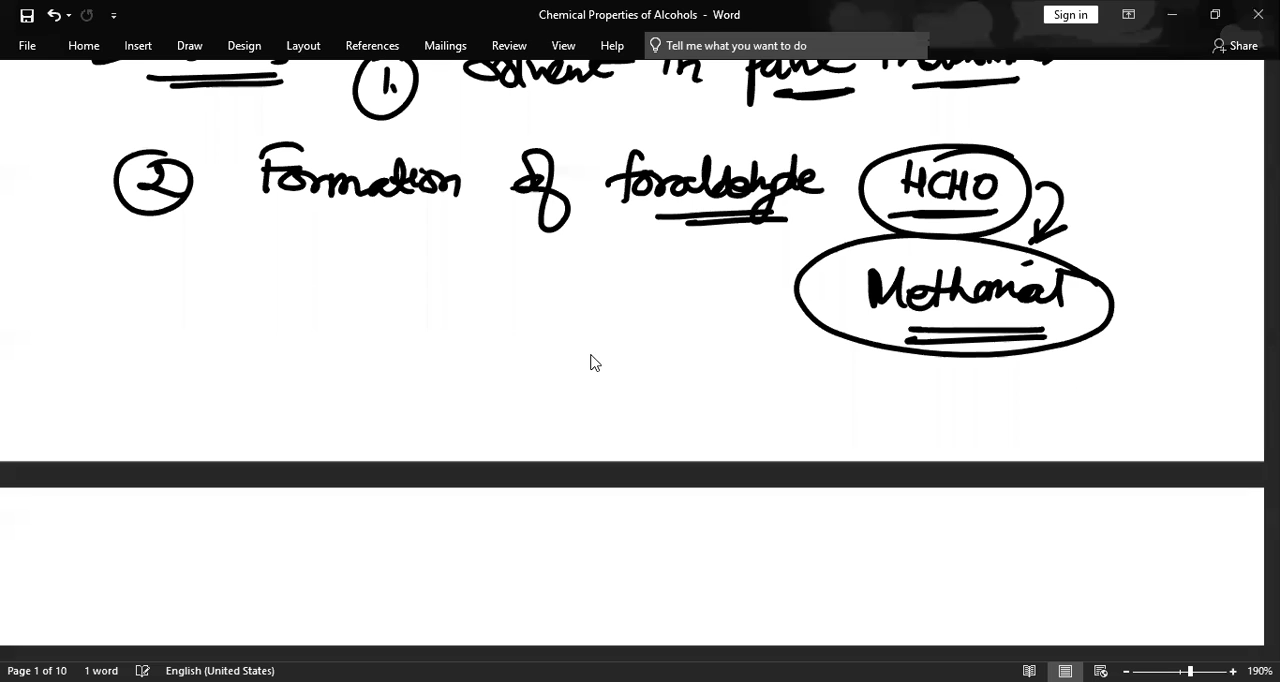 Chemical Properties of Alcohols - Word
Sign in
File Home Insert Draw Design Layout References Mailings Review View Help Tell me what you want to do Share
1. Solvent in
2 Formation of foraldehyde HCHO
Methanal
Page 1 of 10 1 word English (United States) 190%